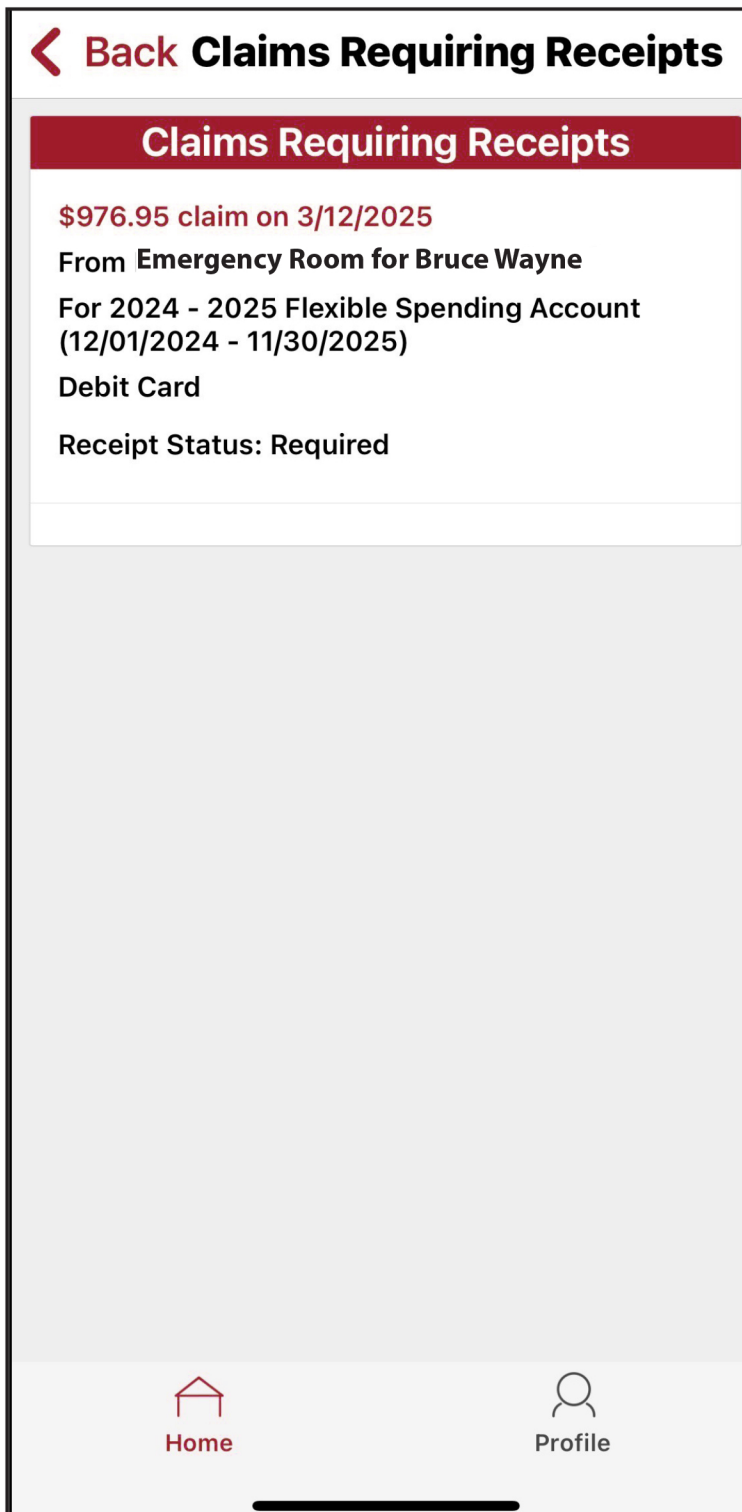 Back Claims Requiring Receipts
Claims Requiring Receipts
$976.95 claim on 3/12/2025
From Emergency Room for Bruce Wayne
For 2024 - 2025 Flexible Spending Account
(12/01/2024 - 11/30/2025)
Debit Card
Receipt Status: Required
Home
Profile